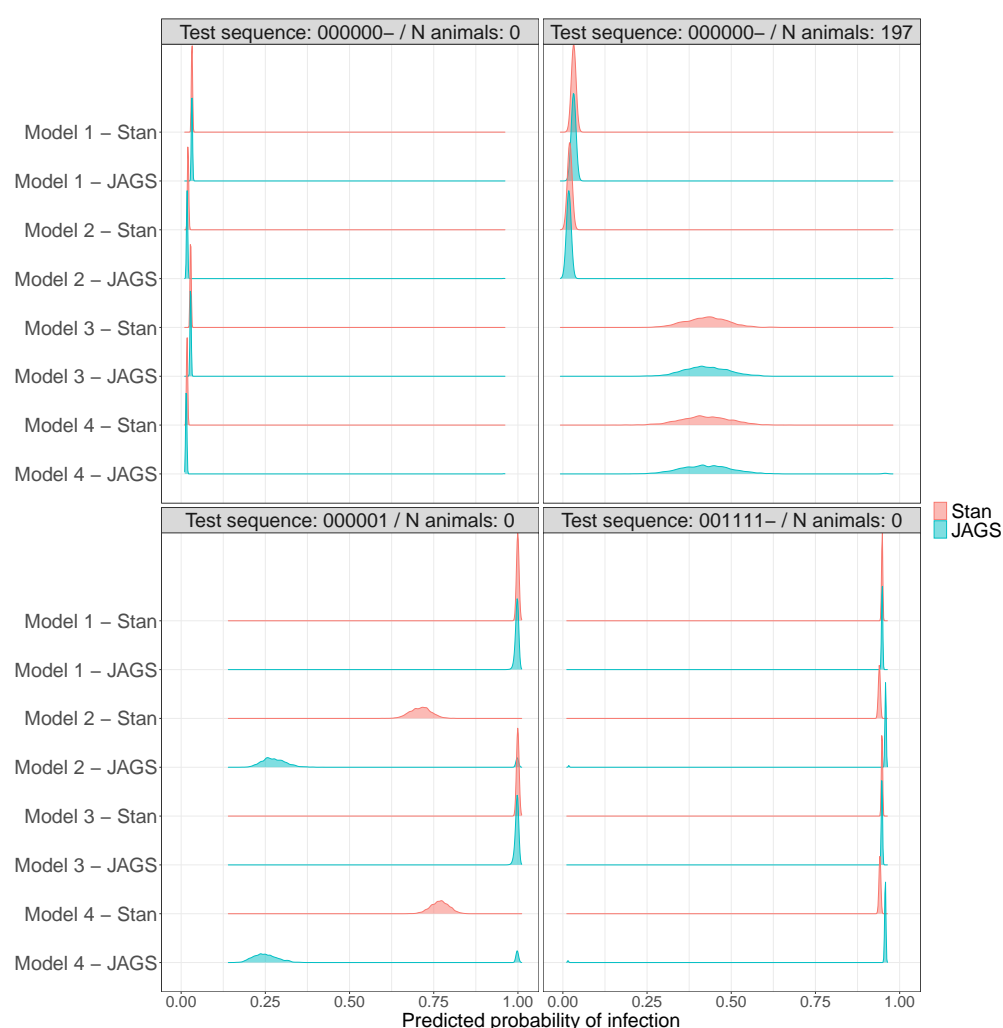 Test sequence: 000000− / N animals: 0
Test sequence: 000000− / N animals: 197
Model 1 − Stan
Model 1 − JAGS
Model 2 − Stan
Model 2 − JAGS
Model 3 − Stan
Model 3 − JAGS
Model 4 − Stan
Model 4 − JAGS
Stan
JAGS
Test sequence: 000001 / N animals: 0
Test sequence: 001111− / N animals: 0
Model 1 − Stan
Model 1 − JAGS
Model 2 − Stan
Model 2 − JAGS
Model 3 − Stan
Model 3 − JAGS
Model 4 − Stan
Model 4 − JAGS
0.00 0.25 0.50 0.75 1.00
0.00 0.25 0.50 0.75 1.00
Predicted probability of infection